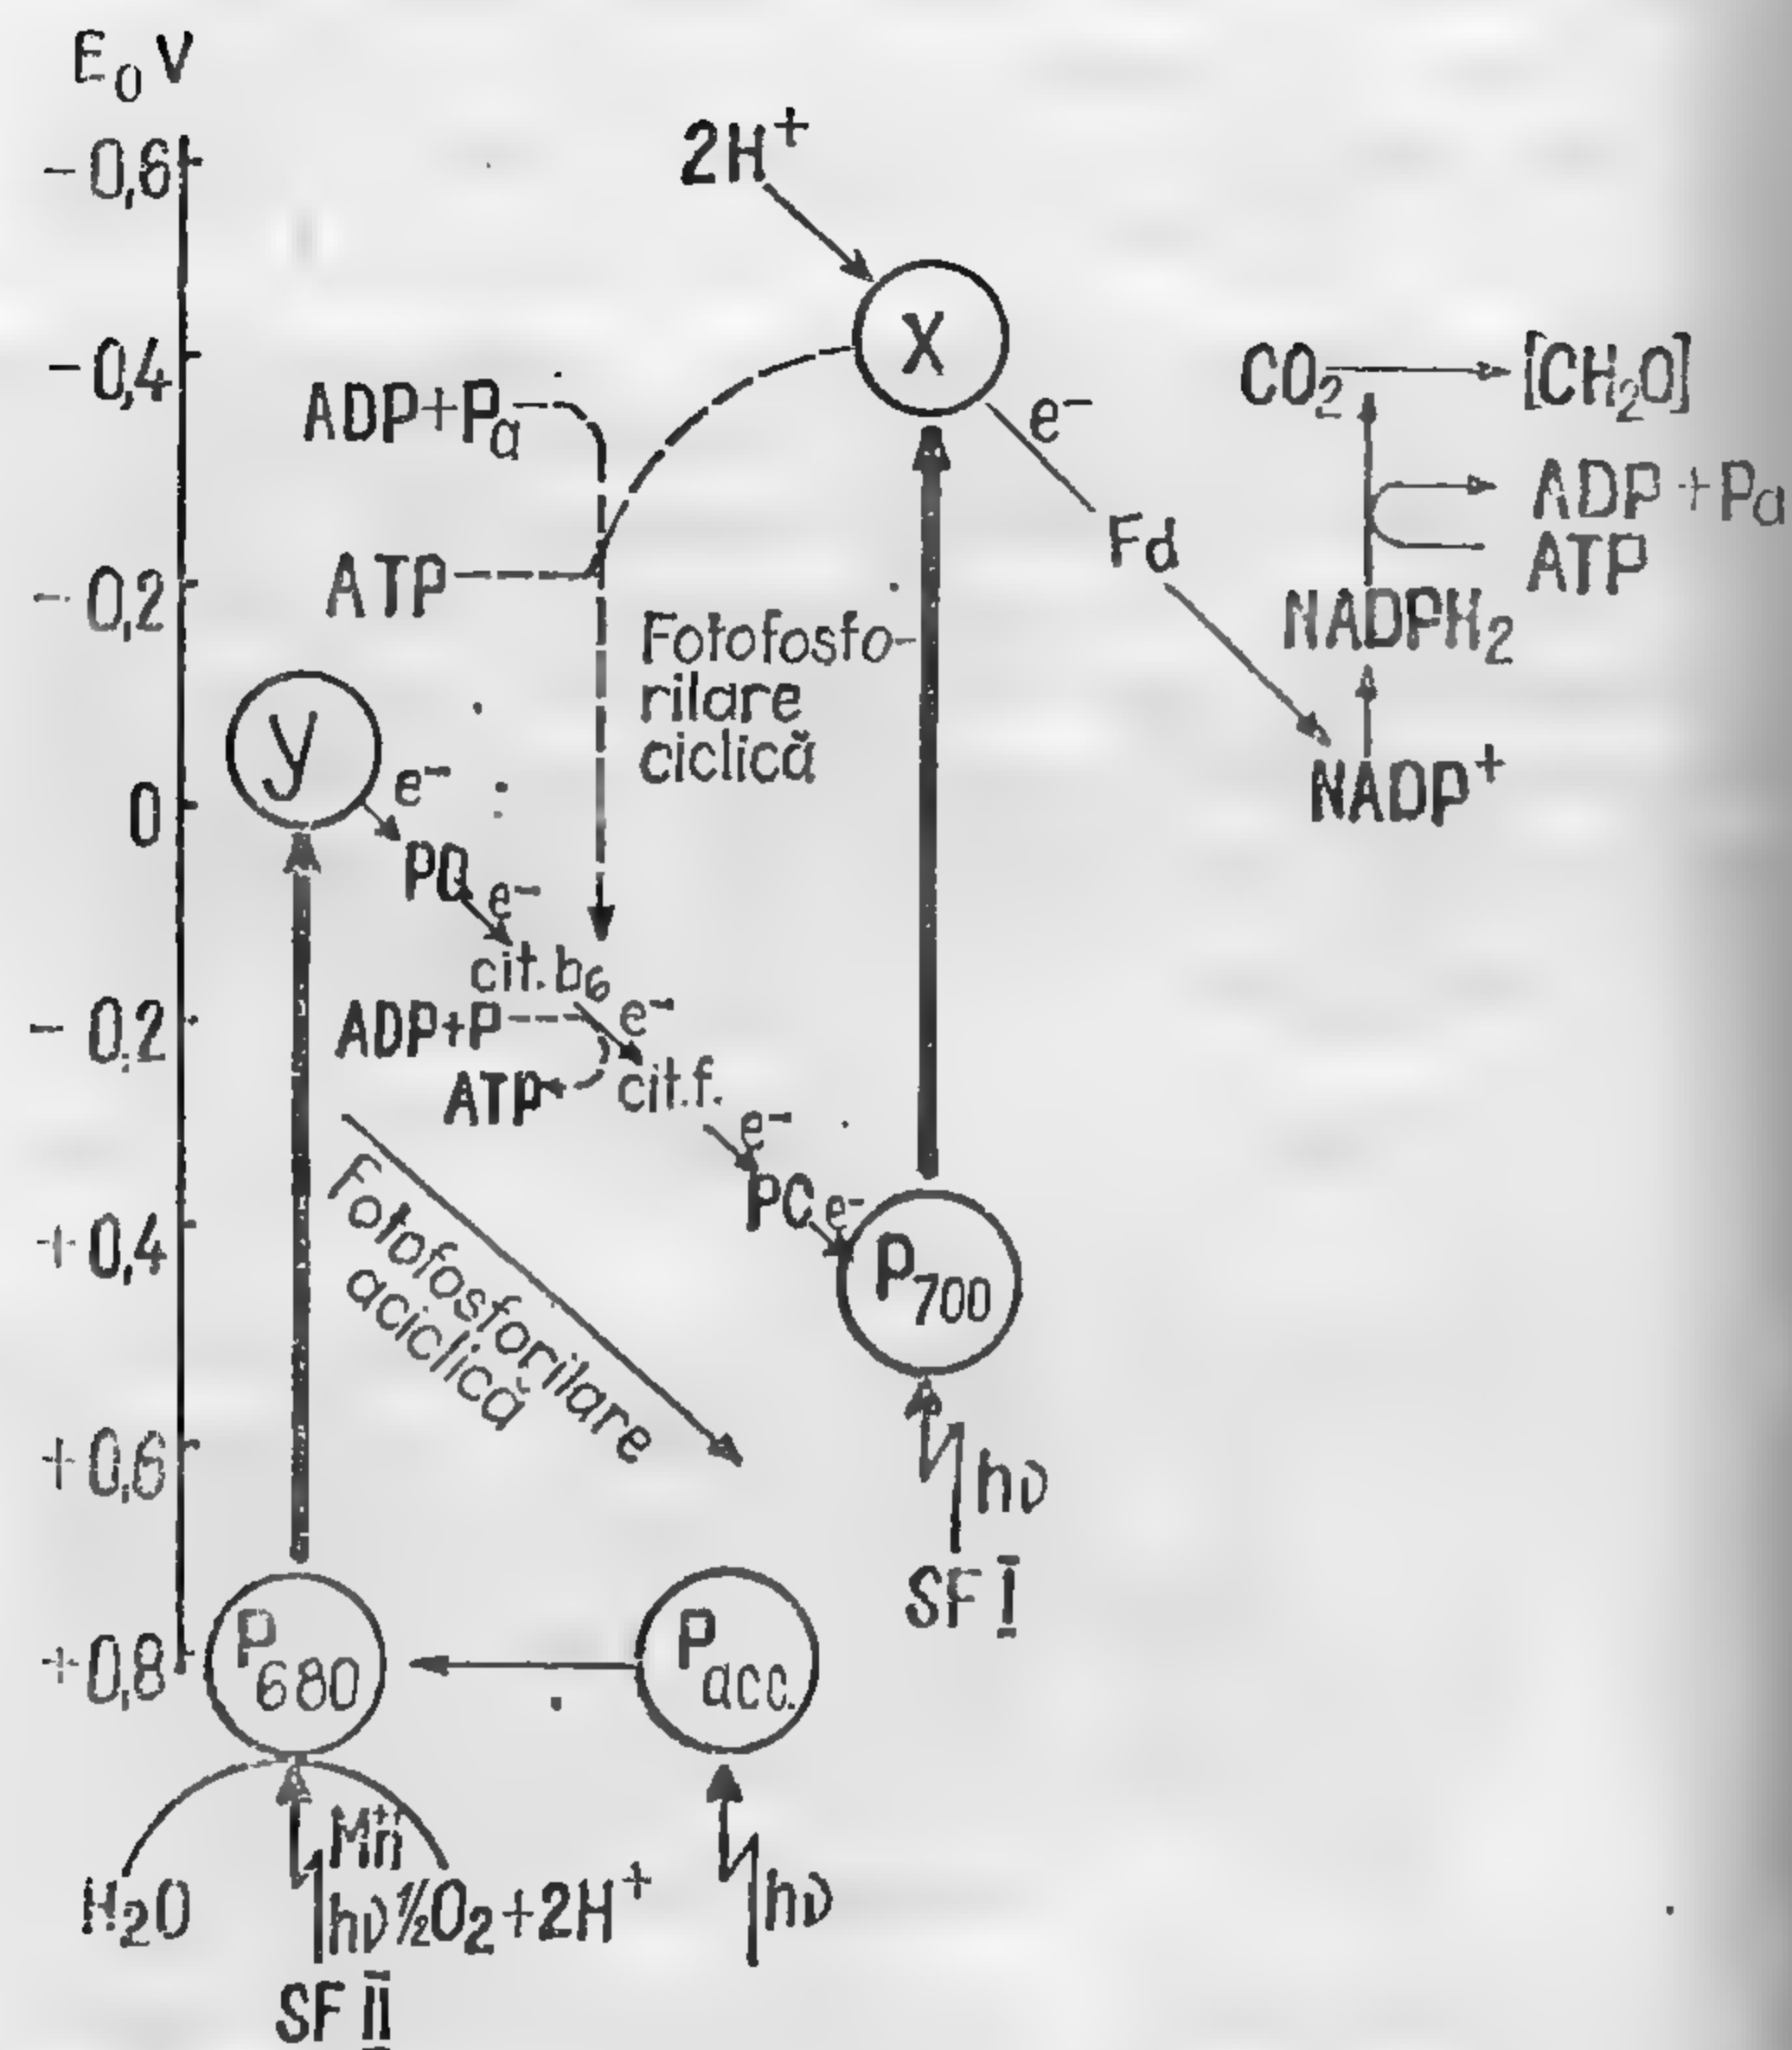 E₀ V
-0,6
-0,4
-0,2
0
-0,2
+0,4
+0,6
+0,8
2H⁺
X
e⁻
Fd
CO₂
[CH₂O]
ADP+Pa
ATP
NADPH₂
NADP⁺
ADP+Pa
ATP
Fotofosfo-
rilare
ciclică
y
e⁻
PQ
e⁻
cit.b₆
e⁻
ADP+P
ATP
cit.f.
e⁻
PC
e⁻
P₇₀₀
hν
SF I
Fotofosforilare
aciclică
P₆₈₀
Pacc.
H₂O
Mn⁺⁺
hν
½O₂+2H⁺
SF II
hν